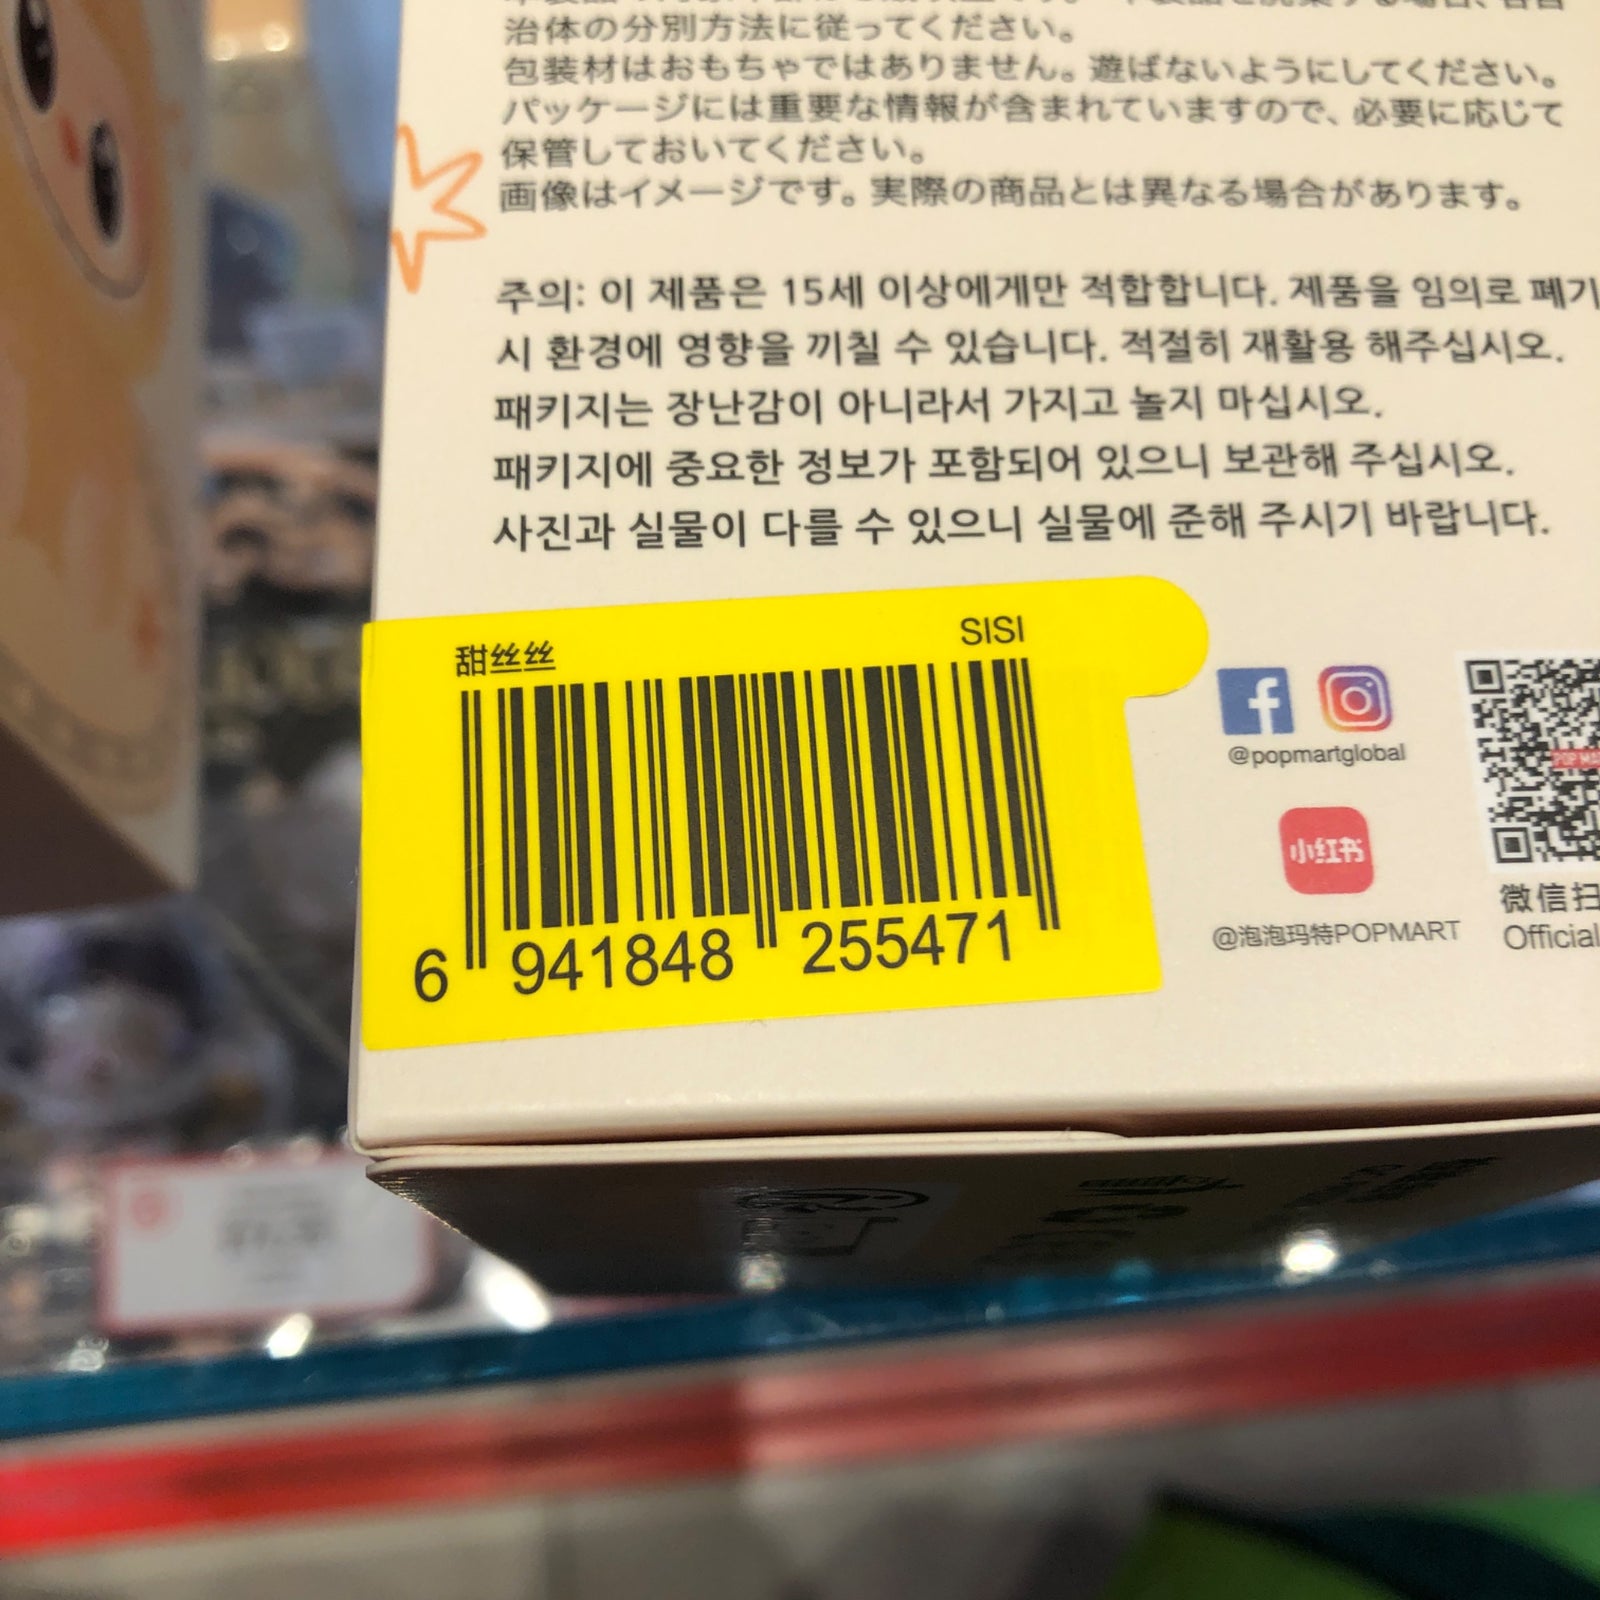 治体の分別方法に従ってください。
包装材はおもちゃではありません。遊ばないようにしてください。
パッケージには重要な情報が含まれていますので、必要に応じて
保管しておいてください。
画像はイメージです。実際の商品とは異なる場合があります。
주의: 이 제품은 15세 이상에게만 적합합니다. 제품을 임의로 폐기
시 환경에 영향을 끼칠 수 있습니다. 적절히 재활용 해주십시오.
패키지는 장난감이 아니라서 가지고 놀지 마십시오.
패키지에 중요한 정보가 포함되어 있으니 보관해 주십시오.
사진과 실물이 다를 수 있으니 실물에 준해 주시기 바랍니다.
甜丝丝 SISI
6 941848 255471
@popmartglobal
小红书
@泡泡玛特POPMART
POP MA
微信扫
Official